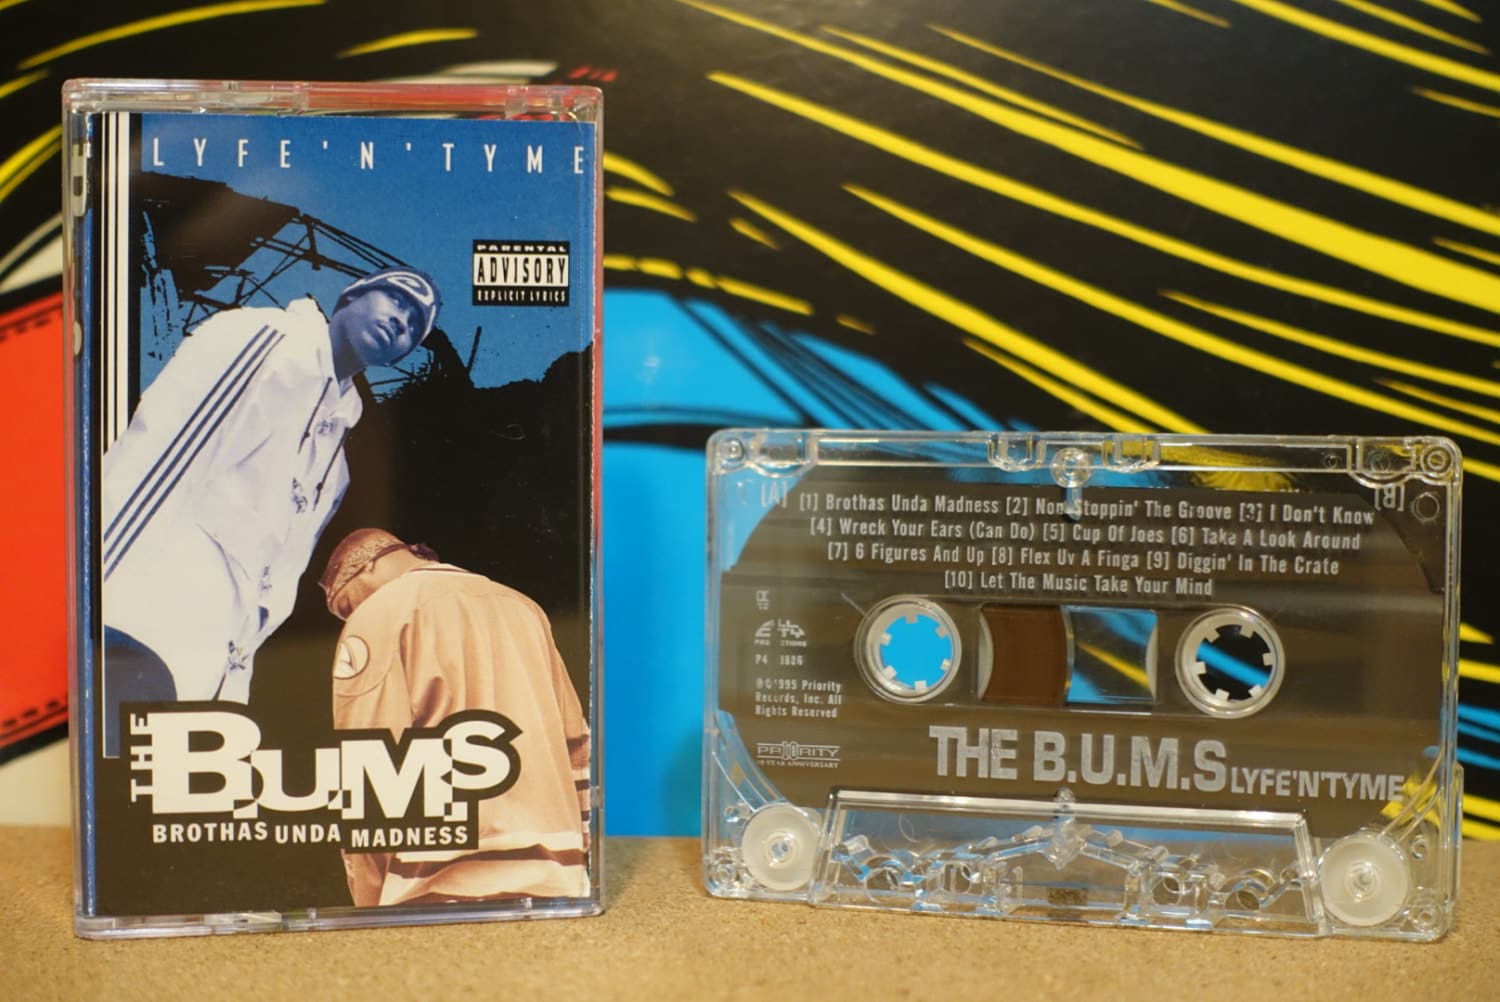 LYFE'N'TYME
PARENTAL
ADVISORY
EXPLICIT LYRICS
THE
B.U.M.S
BROTHAS UNDA MADNESS
[A] [1] Brothas Unda Madness [2] Non Stoppin' The Groove [3] I Don't Know [B]
[4] Wreck Your Ears (Can Do) [5] Cup Of Joes [6] Take A Look Around
[7] 6 Figures And Up [8] Flex Uv A Finga [9] Diggin' In The Crate
[10] Let The Music Take Your Mind
P4
℗©1995 Priority
Records, Inc. All
Rights Reserved
PRIORITY
10 YEAR ANNIVERSARY
THE B.U.M.S LYFE'N'TYME